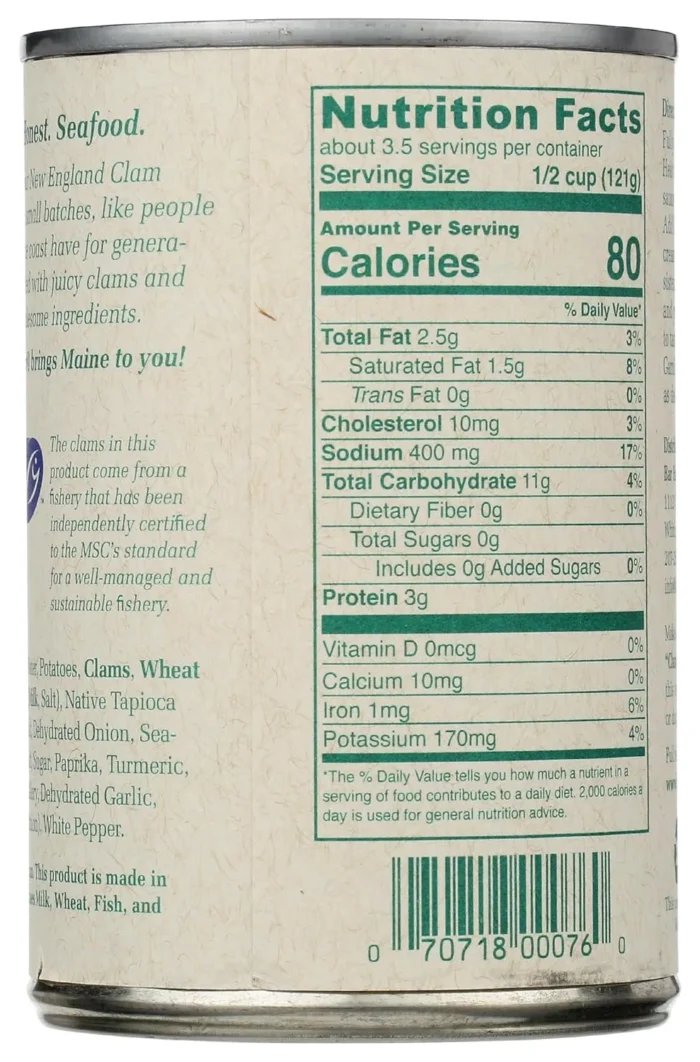 Seafood.
New England Clam
batches, like people
coast have for genera-
with juicy clams and
ingredients.
brings Maine to you!
The clams in this
product come from a
fishery that has been
independently certified
to the MSC's standard
for a well-managed and
sustainable fishery.
Potatoes, Clams, Wheat
Salt), Native Tapioca
Dehydrated Onion, Sea-
Sugar, Paprika, Turmeric,
Dehydrated Garlic,
White Pepper.
This product is made in
Milk, Wheat, Fish, and
Nutrition Facts
about 3.5 servings per container
Serving Size 1/2 cup (121g)
Amount Per Serving
Calories 80
% Daily Value*
Total Fat 2.5g 3%
Saturated Fat 1.5g 8%
Trans Fat 0g 0%
Cholesterol 10mg 3%
Sodium 400 mg 17%
Total Carbohydrate 11g 4%
Dietary Fiber 0g 0%
Total Sugars 0g
Includes 0g Added Sugars 0%
Protein 3g
Vitamin D 0mcg 0%
Calcium 10mg 0%
Iron 1mg 6%
Potassium 170mg 4%
*The % Daily Value tells you how much a nutrient in a
serving of food contributes to a daily diet. 2,000 calories a
day is used for general nutrition advice.
0 70718 00076 0